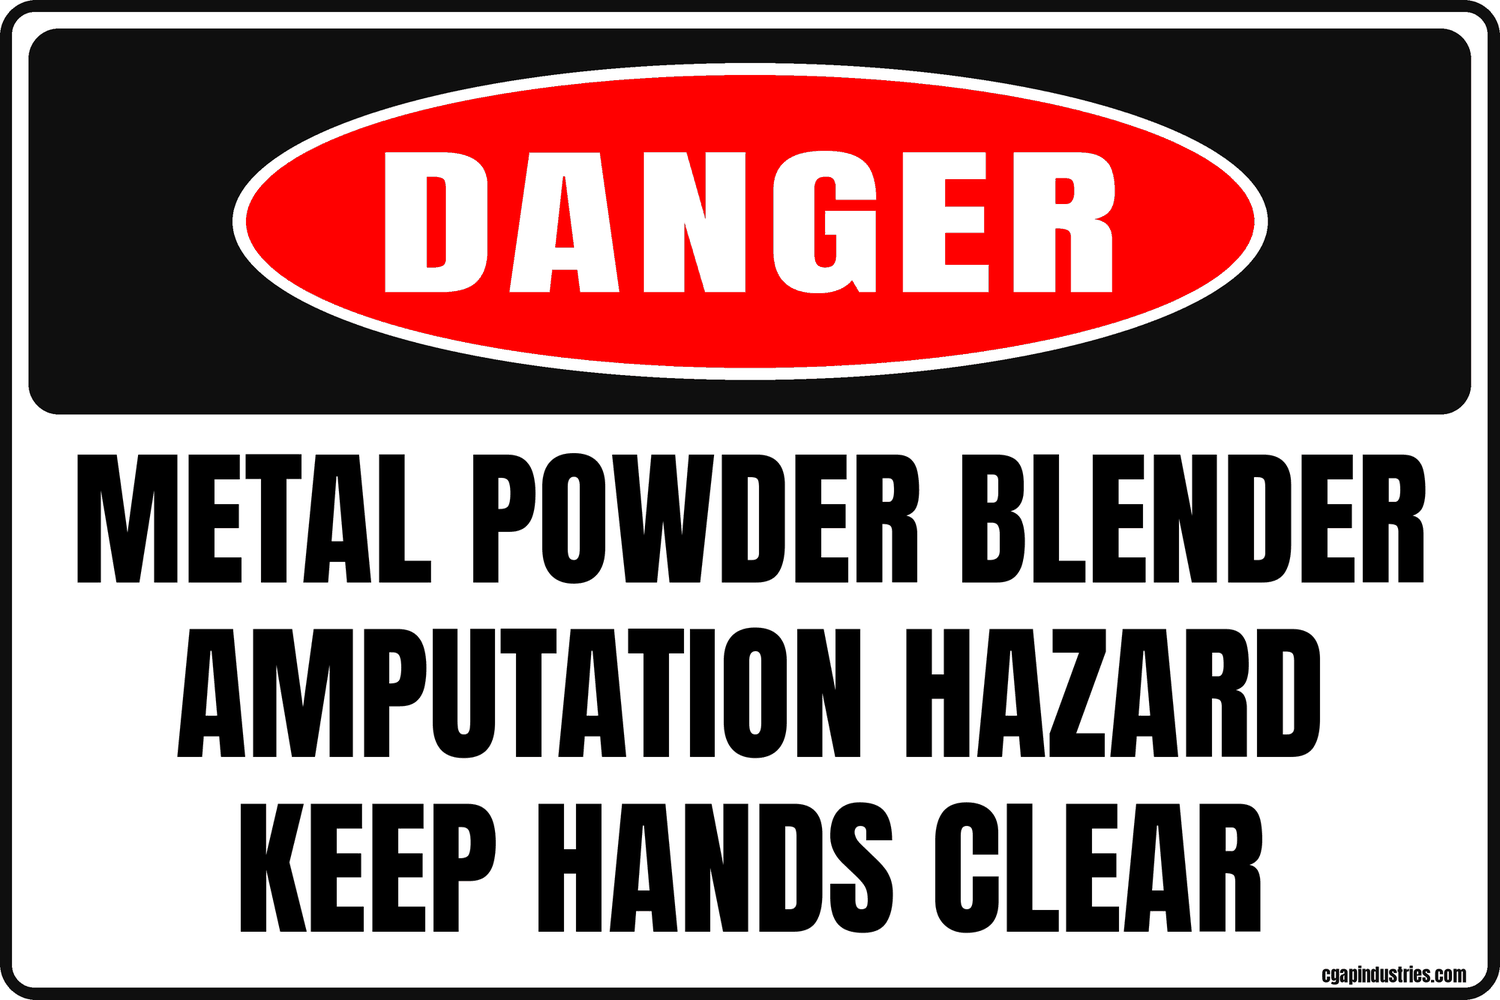 DANGER
METAL POWDER BLENDER
AMPUTATION HAZARD
KEEP HANDS CLEAR
cgapindustries.com